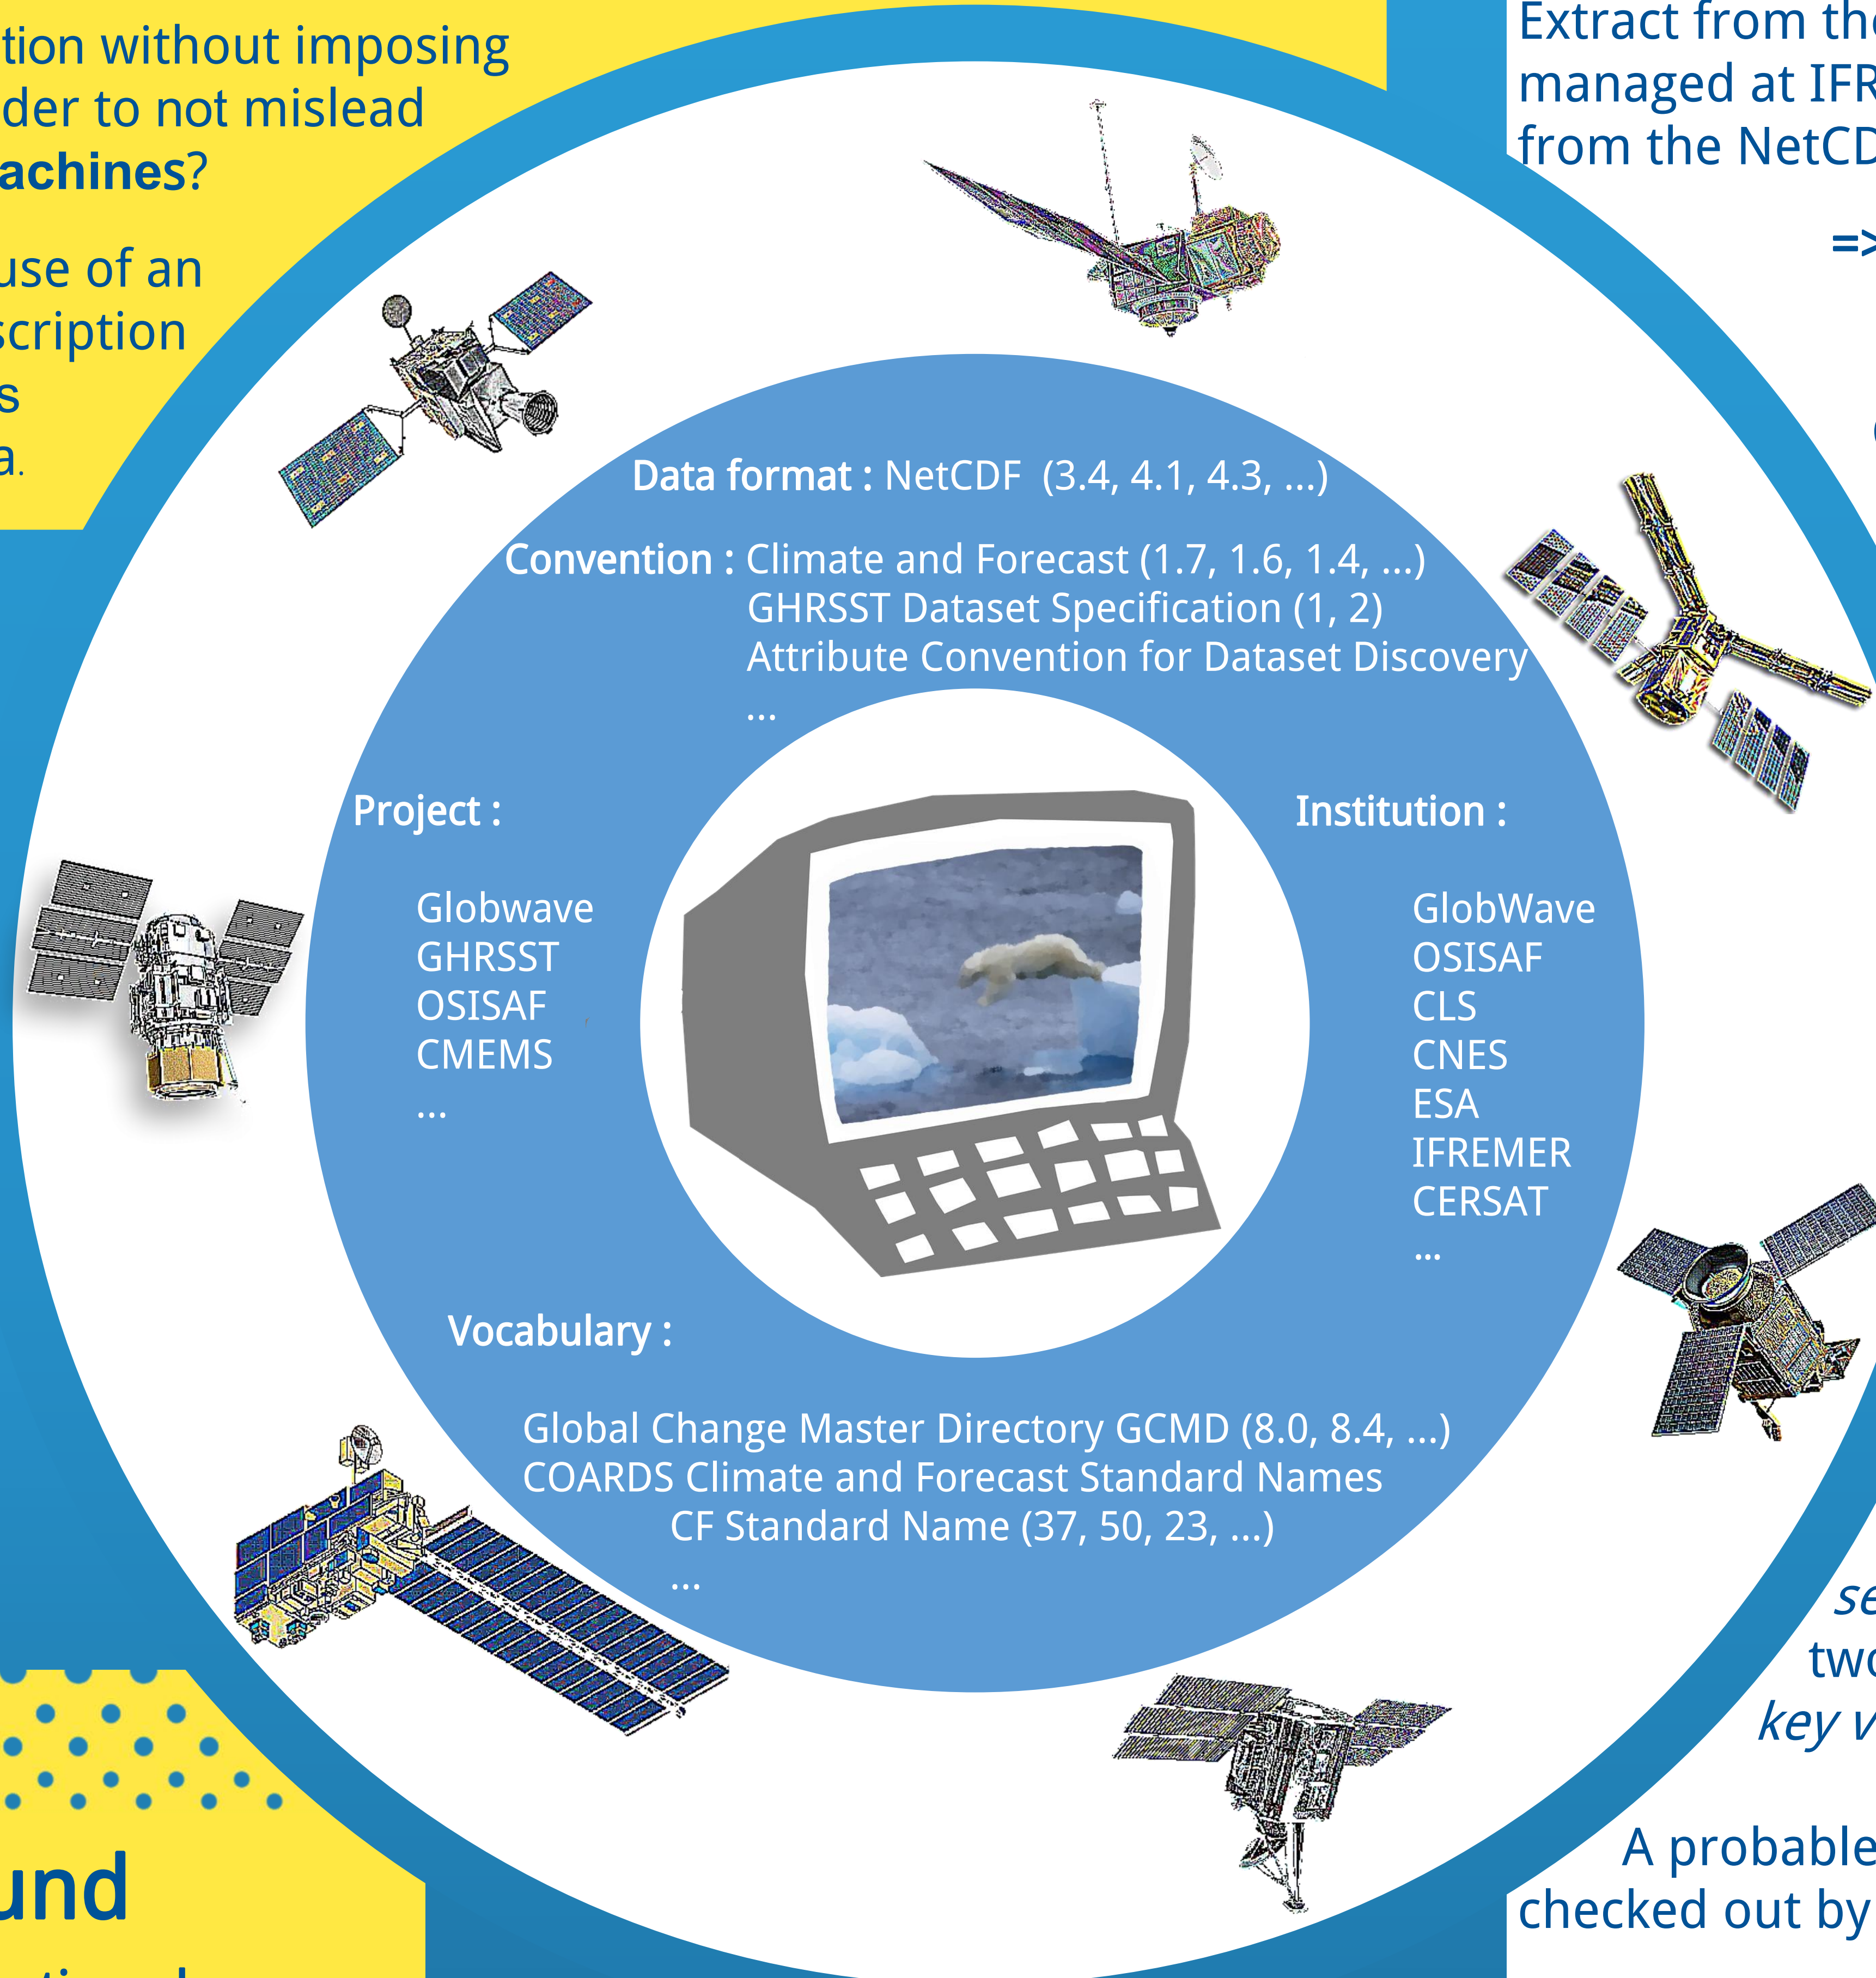 tion without imposing
der to not mislead
achines?
use of an
scription
s
a.
Extract from the
managed at IFR
from the NetCD
=>
Data format : NetCDF (3.4, 4.1, 4.3, ...)
Convention : Climate and Forecast (1.7, 1.6, 1.4, ...)
GHRSST Dataset Specification (1, 2)
Attribute Convention for Dataset Discovery
...
Project :
Globwave
GHRSST
OSISAF
CMEMS
...
Institution :
GlobWave
OSISAF
CLS
CNES
ESA
IFREMER
CERSAT
...
Vocabulary :
Global Change Master Directory GCMD (8.0, 8.4, ...)
COARDS Climate and Forecast Standard Names
CF Standard Name (37, 50, 23, ...)
...
se
two
key v
A probable
checked out by
und